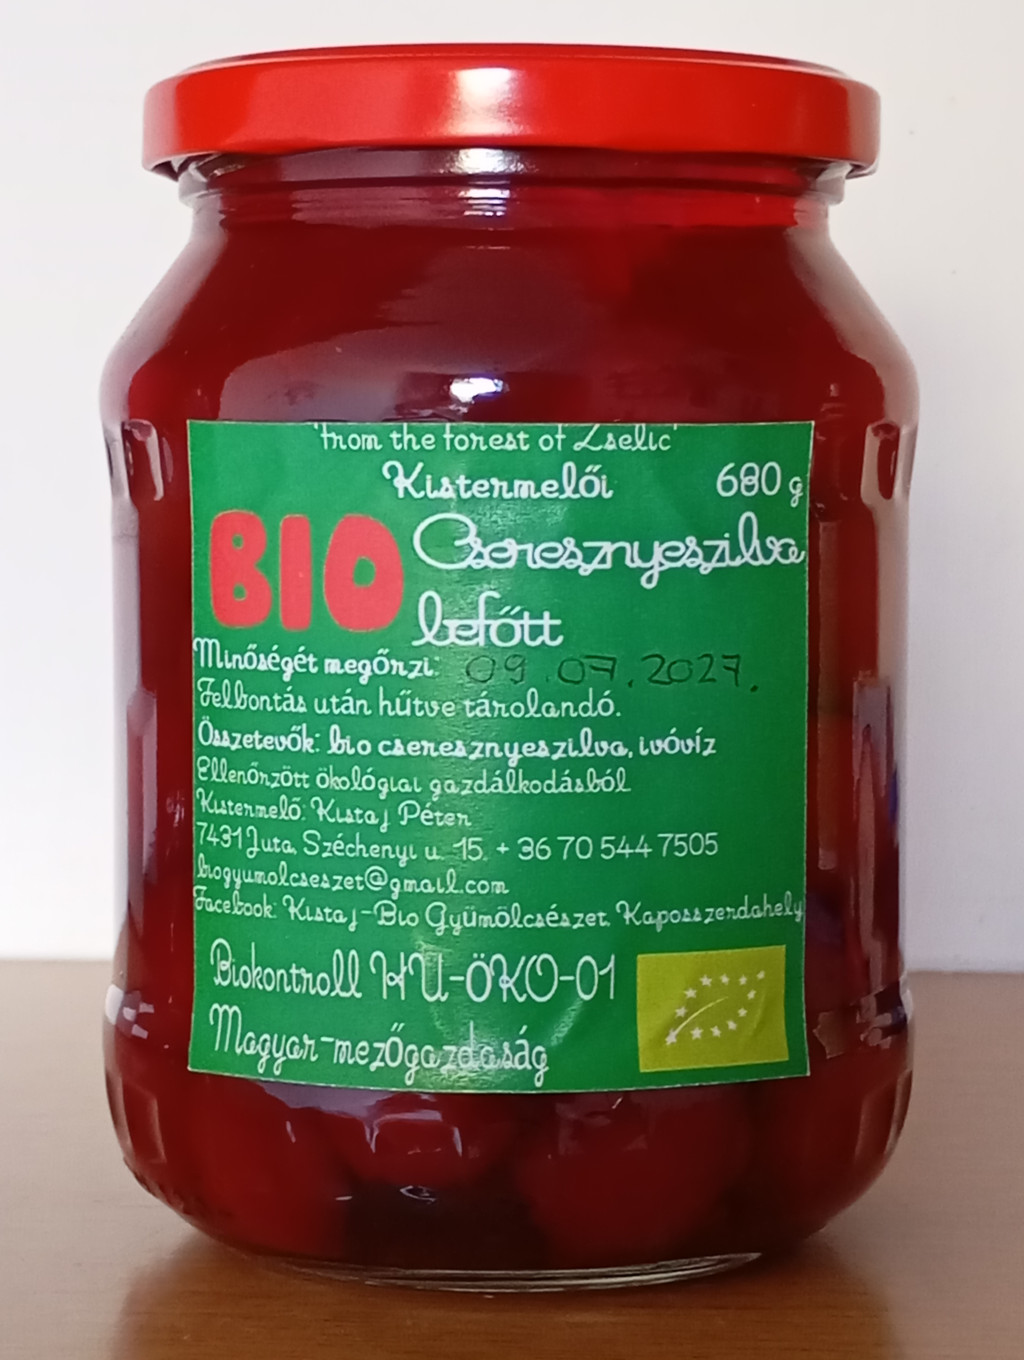 'from the forest of Zselic'
Kistermelői 680 g
BIO Cseresznyeszilva
befőtt
Minőségét megőrzi: 09.07.2027.
Felbontás után hűtve tárolandó.
Összetevők: bio cseresznyeszilva, ivóvíz
Ellenőrzött ökológiai gazdálkodásból
Kistermelő: Kistaj Péter
7431 Juta, Széchenyi u. 15. + 36 70 544 7505
biogyumolcseszet@gmail.com
Facebook: Kistaj-Bio Gyümölcsészet, Kaposszerdahely
Biokontroll HU-ÖKO-01
Magyar-mezőgazdaság